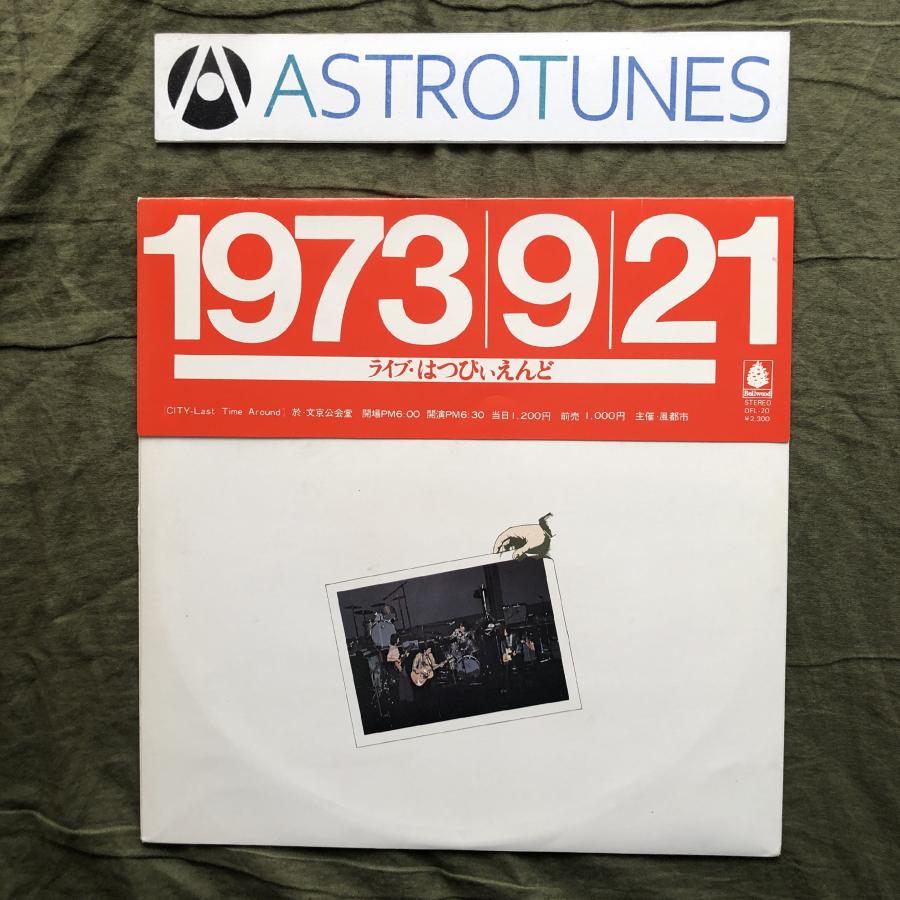 ASTROTUNES
1973|9|21
ライブ・はつぴいえんど
[CITY-Last Time Around] 於・文京公会堂 開場PM6:00 開演PM6:30 当日1,200円 前売 1,000円 主催・風都市
Bellwood
STEREO
OFL-20
¥2,300